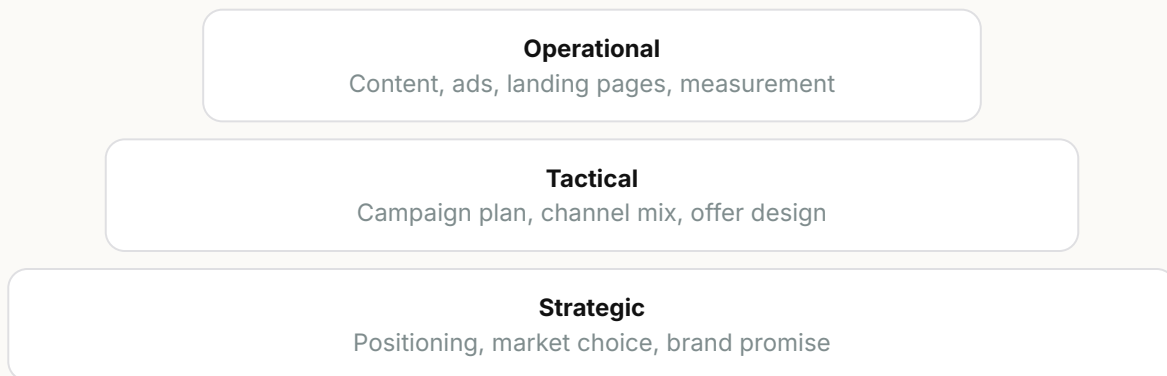 Operational
Content, ads, landing pages, measurement
Tactical
Campaign plan, channel mix, offer design
Strategic
Positioning, market choice, brand promise